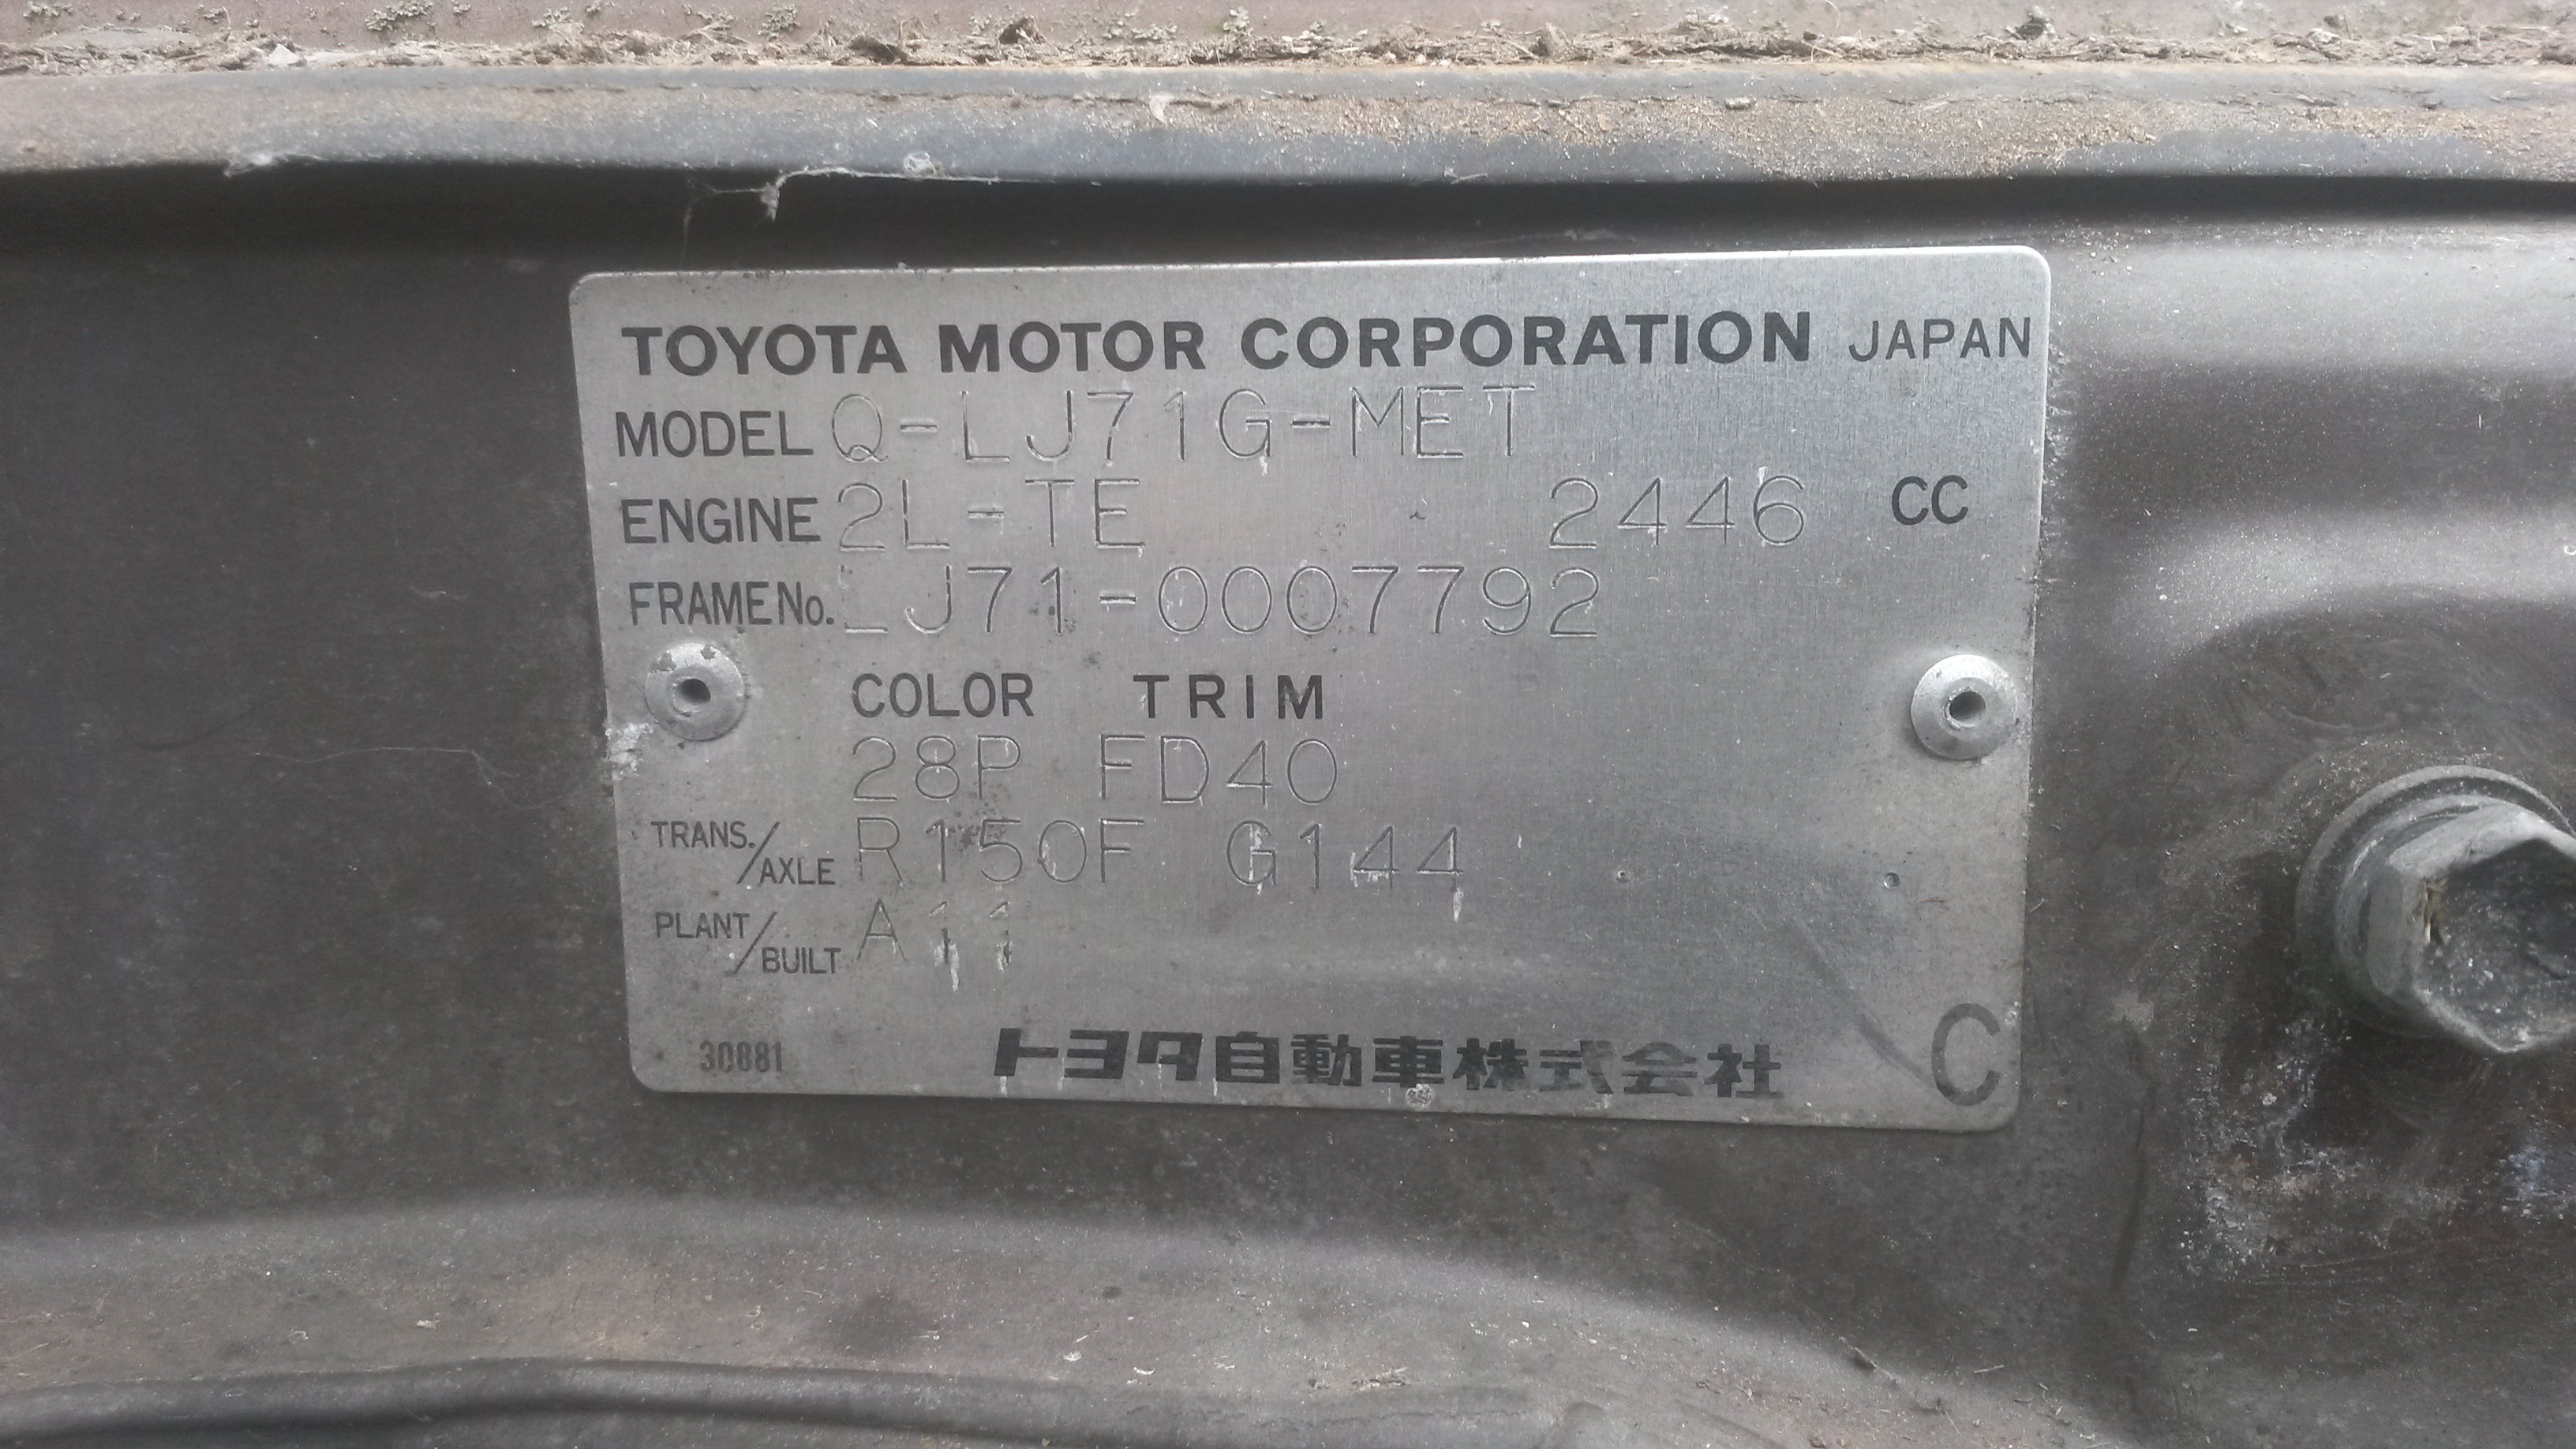 TOYOTA MOTOR CORPORATION JAPAN
MODEL Q-LJ71G-MET
ENGINE 2L-TE 2446 CC
FRAME No. LJ71-0007792
COLOR TRIM
28P FD40
TRANS./AXLE R150F G144
PLANT/BUILT A11
30881 トヨタ自動車株式会社 C